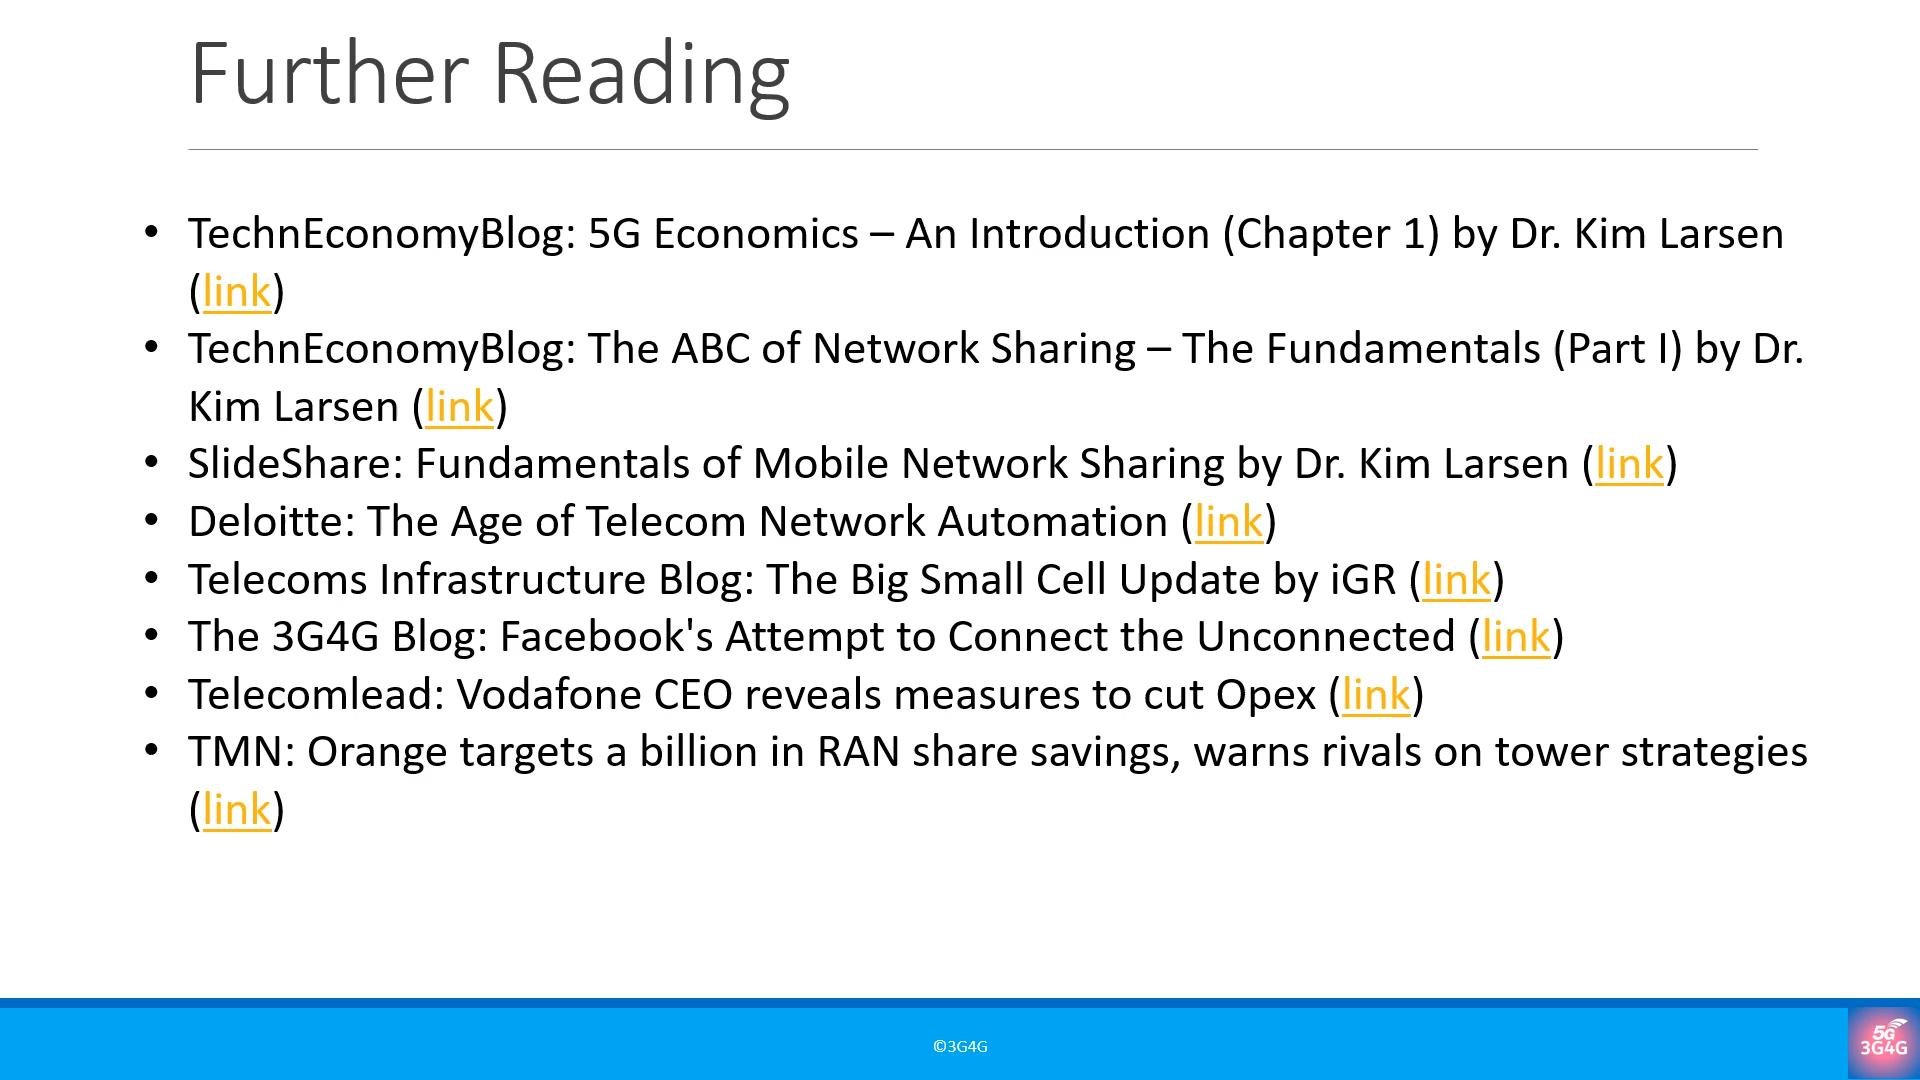 Further Reading
• TechnEconomyBlog: 5G Economics – An Introduction (Chapter 1) by Dr. Kim Larsen
(link)
• TechnEconomyBlog: The ABC of Network Sharing – The Fundamentals (Part I) by Dr.
Kim Larsen (link)
• SlideShare: Fundamentals of Mobile Network Sharing by Dr. Kim Larsen (link)
• Deloitte: The Age of Telecom Network Automation (link)
• Telecoms Infrastructure Blog: The Big Small Cell Update by iGR (link)
• The 3G4G Blog: Facebook's Attempt to Connect the Unconnected (link)
• Telecomlead: Vodafone CEO reveals measures to cut Opex (link)
• TMN: Orange targets a billion in RAN share savings, warns rivals on tower strategies
(link)
©3G4G
5G
3G4G